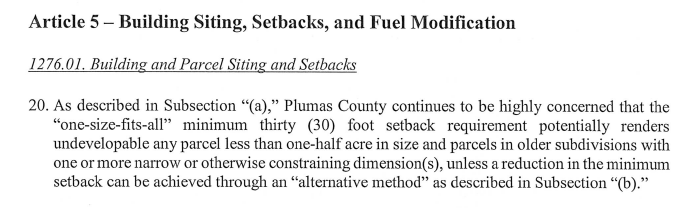 Article 5 – Building Siting, Setbacks, and Fuel Modification
1276.01. Building and Parcel Siting and Setbacks
20. As described in Subsection “(a),” Plumas County continues to be highly concerned that the
“one-size-fits-all” minimum thirty (30) foot setback requirement potentially renders
undevelopable any parcel less than one-half acre in size and parcels in older subdivisions with
one or more narrow or otherwise constraining dimension(s), unless a reduction in the minimum
setback can be achieved through an “alternative method” as described in Subsection “(b).”